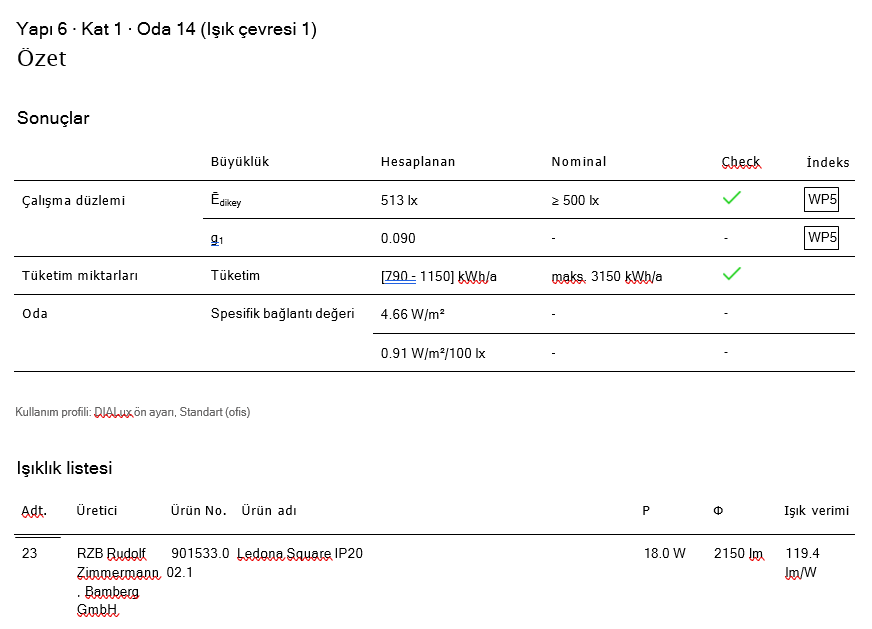 Yapı 6 · Kat 1 · Oda 14 (Işık çevresi 1)
Özet
Sonuçlar
Büyüklük Hesaplanan Nominal Check İndeks
Çalışma düzlemi Ēdikey 513 lx ≥ 500 lx ✓ WP5
g1 0.090 - - WP5
Tüketim miktarları Tüketim [790 - 1150] kWh/a maks. 3150 kWh/a ✓
Oda Spesifik bağlantı değeri 4.66 W/m² - -
0.91 W/m²/100 lx - -
Kullanım profili: DIALux ön ayarı, Standart (ofis)
Işıklık listesi
Adt. Üretici Ürün No. Ürün adı P Φ Işık verimi
23 RZB Rudolf 901533.0 Ledona Square IP20 18.0 W 2150 lm 119.4
Zimmermann 02.1 lm/W
. Bamberg
GmbH